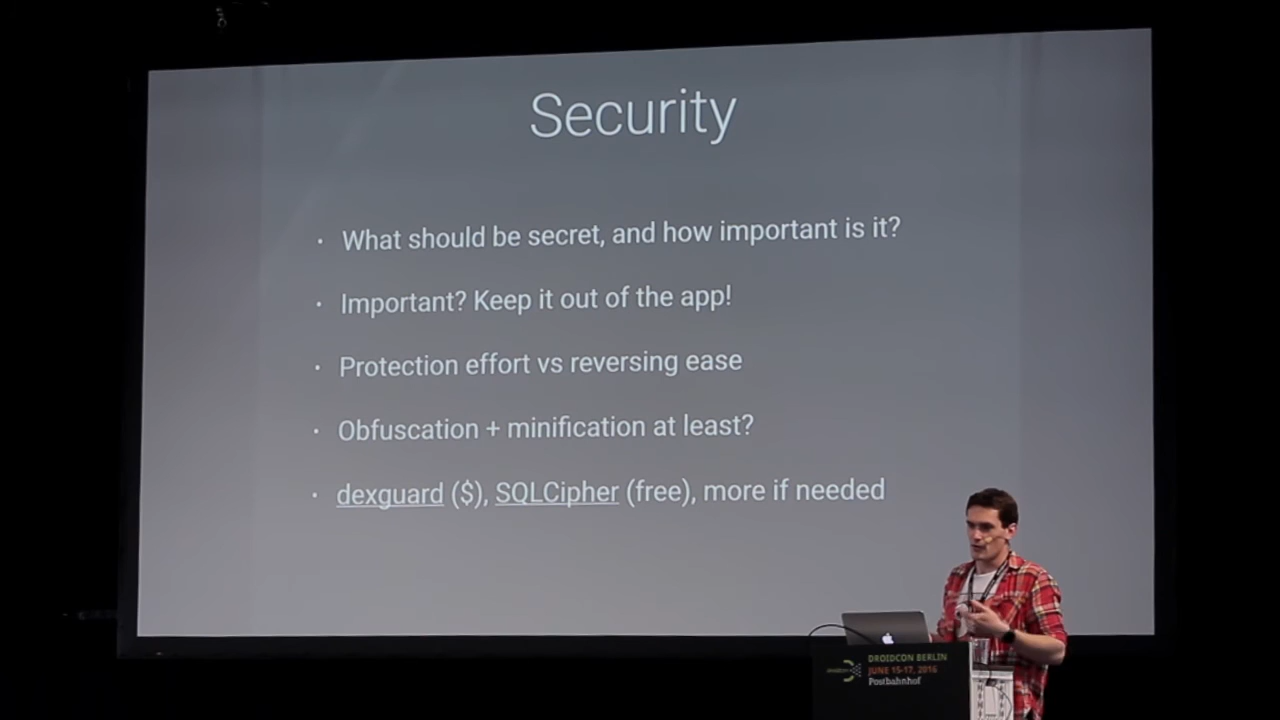 Security
· What should be secret, and how important is it?
· Important? Keep it out of the app!
· Protection effort vs reversing ease
· Obfuscation + minification at least?
· dexguard ($), SQLCipher (free), more if needed
DROIDCON BERLIN
JUNE 15-17, 2016
Postbahnhof